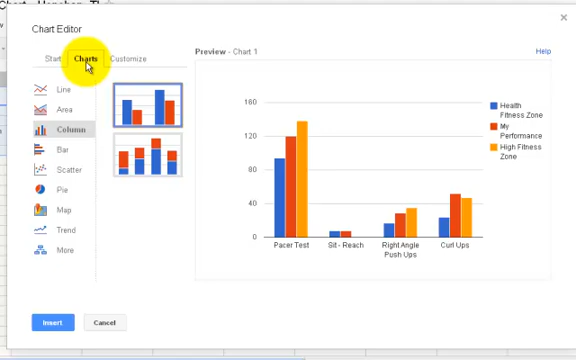 Chart Editor
Start
Charts
Customize
Preview - Chart 1
Help
Line
Area
Column
Bar
Scatter
Pie
Map
Trend
More
160
120
80
40
0
Pacer Test
Sit - Reach
Right Angle
Push Ups
Curl Ups
Health
Fitness Zone
My
Performance
High Fitness
Zone
Insert
Cancel